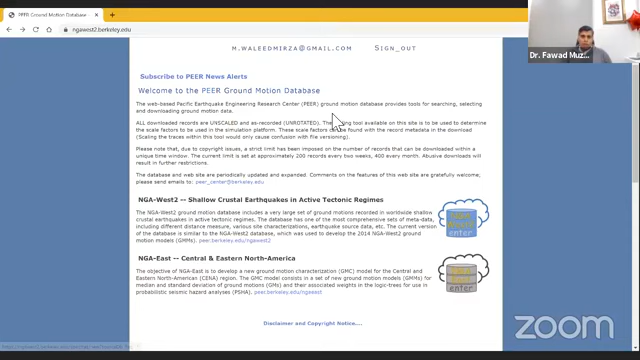 PEER Ground Motion Database
ngawest2.berkeley.edu
M.WALEEDMIRZA@GMAIL.COM SIGN_OUT
Dr. Fawad Muz...
Subscribe to PEER News Alerts
Welcome to the PEER Ground Motion Database
The web-based Pacific Earthquake Engineering Research Center (PEER) ground motion database provides tools for searching, selecting
and downloading ground motion data.
ALL downloaded records are UNSCALED and as-recorded (UNROTATED). The tool available on this site is to be used to determine
the scale factors to be used in the simulation platform. These scale factors found with the record metadata in the download
(Scaling the traces within this tool would only cause confusion with file versioning).
Please note that, due to copyright issues, a strict limit has been imposed on the number of records that can be downloaded within a
unique time window. The current limit is set at approximately 200 records every two weeks, 400 every month. Abusive downloads will
result in further restrictions.
The database and web site are periodically updated and expanded. Comments on the features of this web site are gratefully welcome;
please send emails to: peer_center@berkeley.edu
NGA-West2 -- Shallow Crustal Earthquakes in Active Tectonic Regimes
The NGA-West2 ground motion database includes a very large set of ground motions recorded in worldwide shallow
crustal earthquakes in active tectonic regimes. The database has one of the most comprehensive sets of meta-data,
including different distance measure, various site characterizations, earthquake source data, etc. The current version of
the database is similar to the NGA-West2 database, which was used to develop the 2014 NGA-West2 ground
motion models (GMMs). peer.berkeley.edu/ngawest2
enter
NGA-East -- Central & Eastern North-America
The objective of NGA-East is to develop a new ground motion characterization (GMC) model for the Central and
Eastern North-American (CENA) region. The GMC model consists in a set of new ground motion models (GMMs) for
median and standard deviation of ground motions (GMs) and their associated weights in the logic-trees for use in
probabilistic seismic hazard analyses (PSHA). peer.berkeley.edu/ngaeast
enter
Disclaimer and Copyright Notice....
zoom